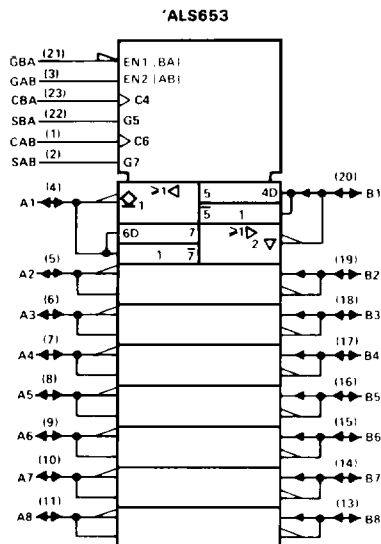 'ALS653
G̅BA (21) EN1 [BA]
GAB (3) EN2 [AB]
CBA (23) C4
SBA (22) G5
CAB (1) C6
SAB (2) G7
A1 (4) 1 ≥1 5 4D (20) B1
5̅ 1
6D 7 ≥1 2
1 7̅
A2 (5) (19) B2
A3 (6) (18) B3
A4 (7) (17) B4
A5 (8) (16) B5
A6 (9) (15) B6
A7 (10) (14) B7
A8 (11) (13) B8